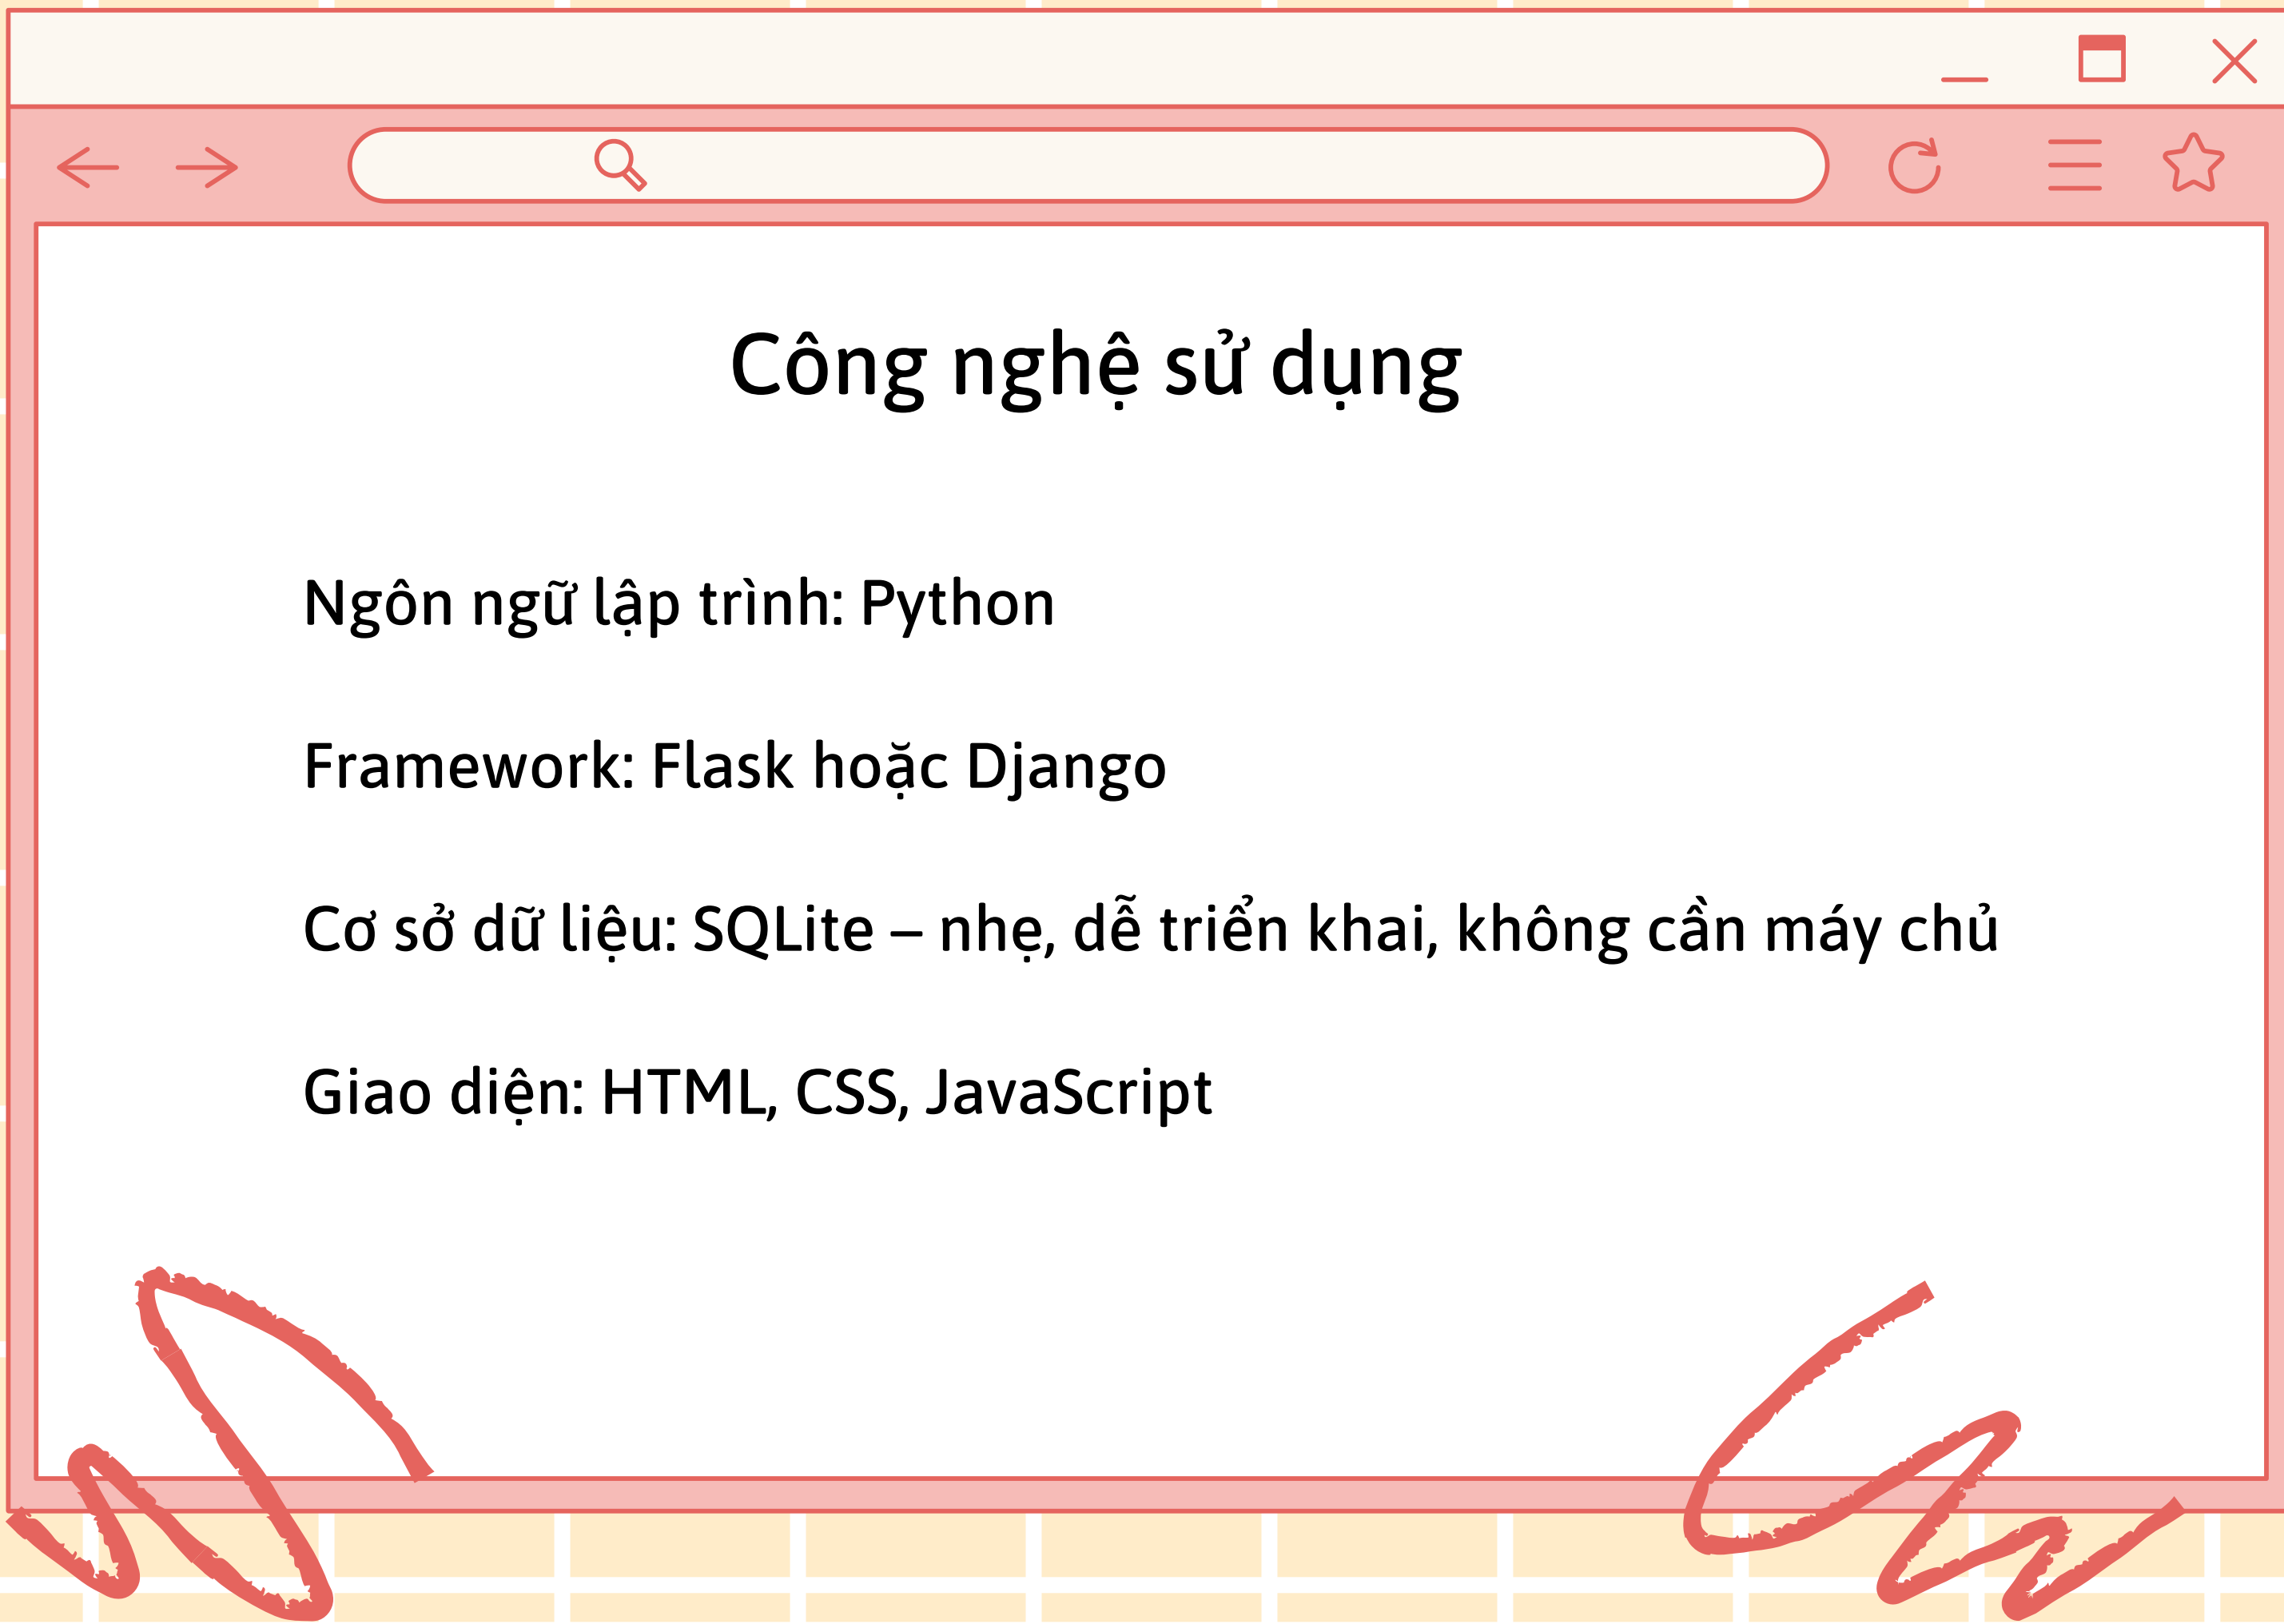 Công nghệ sử dụng
Ngôn ngữ lập trình: Python
Framework: Flask hoặc Django
Cơ sở dữ liệu: SQLite – nhẹ, dễ triển khai, không cần máy chủ
Giao diện: HTML, CSS, JavaScript